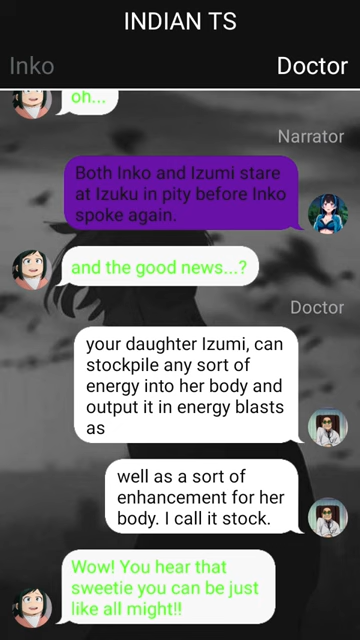 INDIAN TS
Inko
Doctor
oh...
Narrator
Both Inko and Izumi stare
at Izuku in pity before Inko
spoke again.
and the good news...?
Doctor
your daughter Izumi, can
stockpile any sort of
energy into her body and
output it in energy blasts
as
well as a sort of
enhancement for her
body. I call it stock.
Wow! You hear that
sweetie you can be just
like all might!!